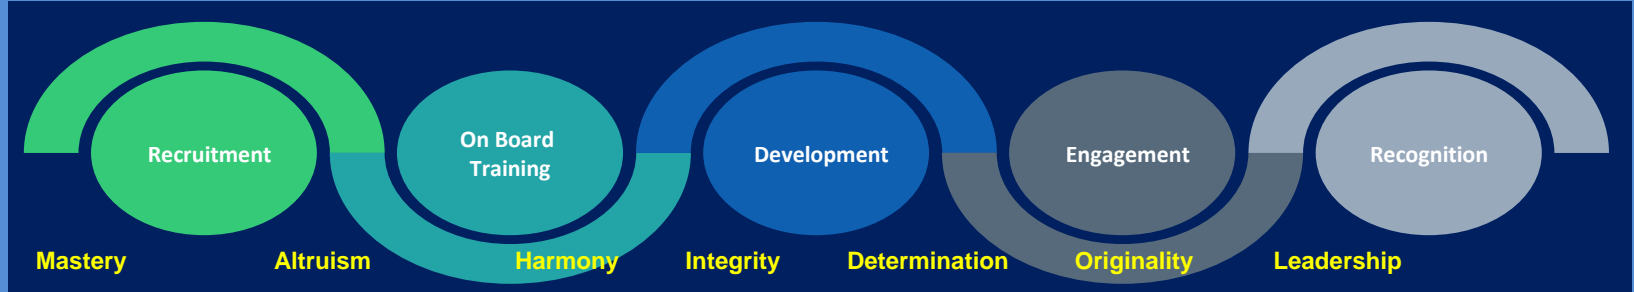 Recruitment
On Board
Training
Development
Engagement
Recognition
Mastery Altruism Harmony Integrity Determination Originality Leadership